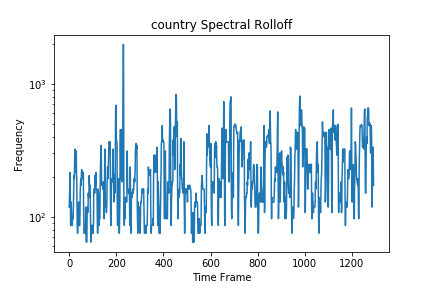 country Spectral Rolloff
10³
10²
Frequency
0 200 400 600 800 1000 1200
Time Frame